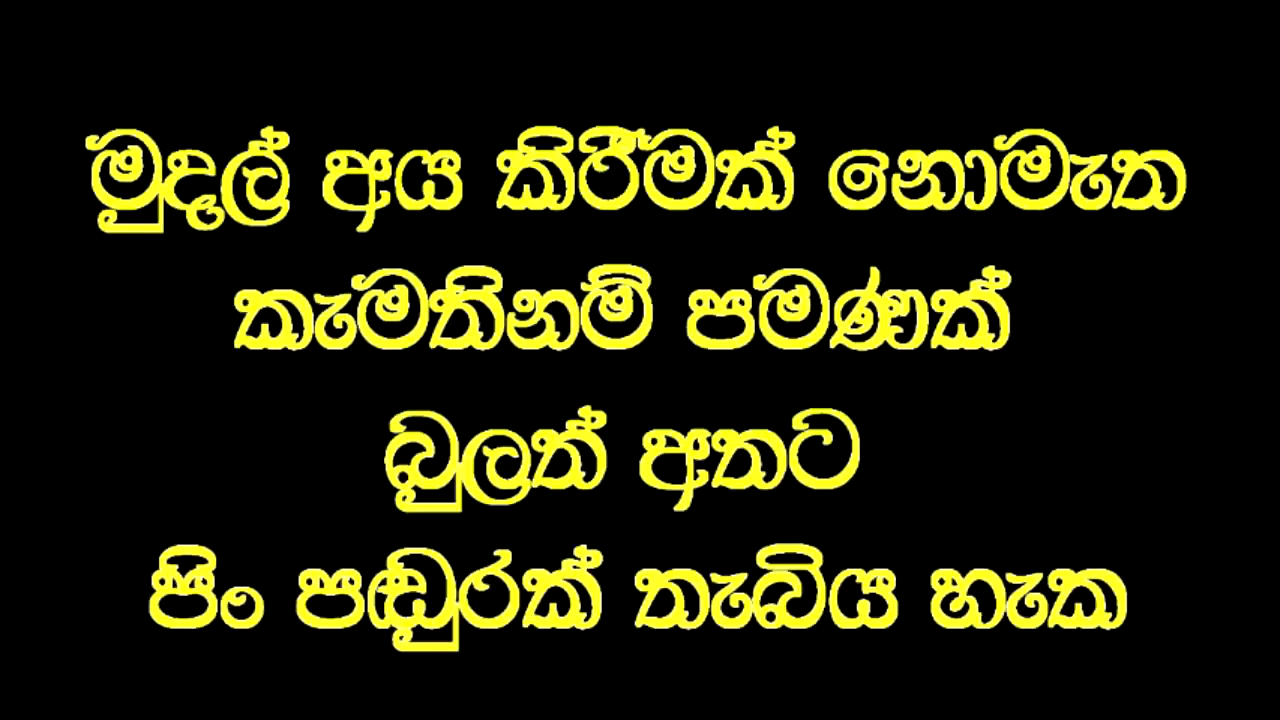 මුදල් අය කිරීමක් නොමැත
කැමතිනම් පමණක්
බුලත් අතට
පිං පඬුරක් තැබිය හැක